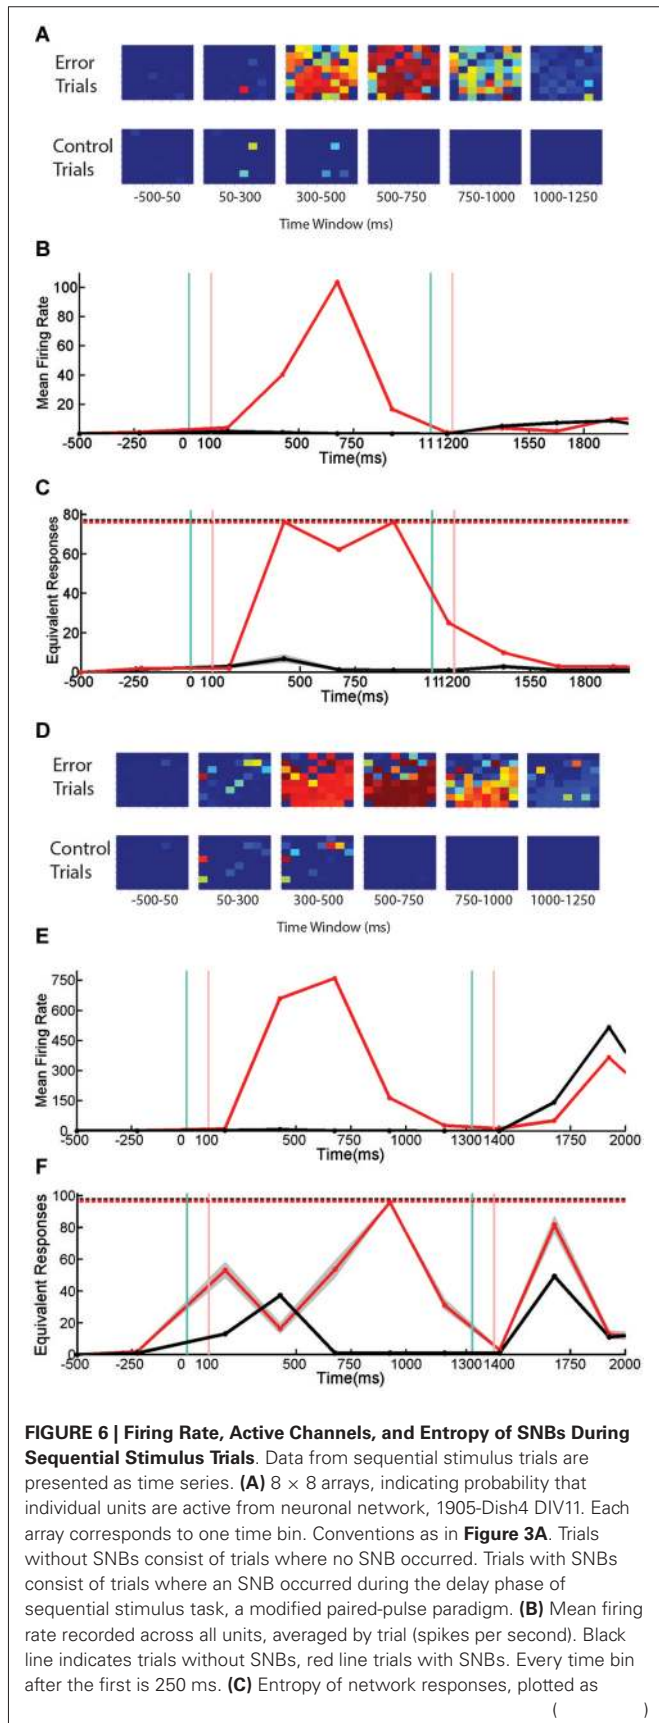 A
Error
Trials
Control
Trials
-500-50 50-300 300-500 500-750 750-1000 1000-1250
Time Window (ms)
B
Mean Firing Rate
100
80
60
40
20
-500 -250 0 100 500 750 111200 1550 1800
Time(ms)
C
Equivalent Responses
80
60
40
20
0
-500 -250 0 100 500 750 111200 1550 1800
Time(ms)
D
Error
Trials
Control
Trials
-500-50 50-300 300-500 500-750 750-1000 1000-1250
Time Window (ms)
E
Mean Firing Rate
750
600
450
300
150
0
-500 -250 0 100 500 750 1000 13001400 1750 2000
Time(ms)
F
Equivalent Responses
100
80
60
40
20
0
-500 -250 0 100 500 750 1000 13001400 1750 2000
Time(ms)
FIGURE 6 | Firing Rate, Active Channels, and Entropy of SNBs During
Sequential Stimulus Trials. Data from sequential stimulus trials are
presented as time series. (A) 8 × 8 arrays, indicating probability that
individual units are active from neuronal network, 1905-Dish4 DIV11. Each
array corresponds to one time bin. Conventions as in Figure 3A. Trials
without SNBs consist of trials where no SNB occurred. Trials with SNBs
consist of trials where an SNB occurred during the delay phase of
sequential stimulus task, a modified paired-pulse paradigm. (B) Mean firing
rate recorded across all units, averaged by trial (spikes per second). Black
line indicates trials without SNBs, red line trials with SNBs. Every time bin
after the first is 250 ms. (C) Entropy of network responses, plotted as
( )